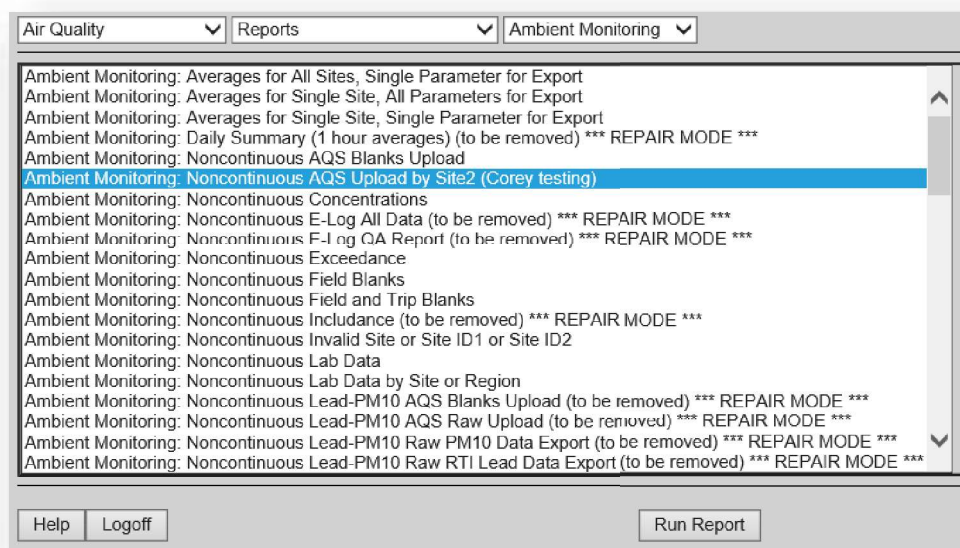 Air Quality Reports Ambient Monitoring
Ambient Monitoring: Averages for All Sites, Single Parameter for Export
Ambient Monitoring: Averages for Single Site, All Parameters for Export
Ambient Monitoring: Averages for Single Site, Single Parameter for Export
Ambient Monitoring: Daily Summary (1 hour averages) (to be removed) *** REPAIR MODE ***
Ambient Monitoring: Noncontinuous AQS Blanks Upload
Ambient Monitoring: Noncontinuous AQS Upload by Site2 (Corey testing)
Ambient Monitoring: Noncontinuous Concentrations
Ambient Monitoring: Noncontinuous E-Log All Data (to be removed) *** REPAIR MODE ***
Ambient Monitoring: Noncontinuous E-Log QA Report (to be removed) *** REPAIR MODE ***
Ambient Monitoring: Noncontinuous Exceedance
Ambient Monitoring: Noncontinuous Field Blanks
Ambient Monitoring: Noncontinuous Field and Trip Blanks
Ambient Monitoring: Noncontinuous Includance (to be removed) *** REPAIR MODE ***
Ambient Monitoring: Noncontinuous Invalid Site or Site ID1 or Site ID2
Ambient Monitoring: Noncontinuous Lab Data
Ambient Monitoring: Noncontinuous Lab Data by Site or Region
Ambient Monitoring: Noncontinuous Lead-PM10 AQS Blanks Upload (to be removed) *** REPAIR MODE ***
Ambient Monitoring: Noncontinuous Lead-PM10 AQS Raw Upload (to be removed) *** REPAIR MODE ***
Ambient Monitoring: Noncontinuous Lead-PM10 Raw PM10 Data Export (to be removed) *** REPAIR MODE ***
Ambient Monitoring: Noncontinuous Lead-PM10 Raw RTI Lead Data Export (to be removed) *** REPAIR MODE ***
Help Logoff Run Report